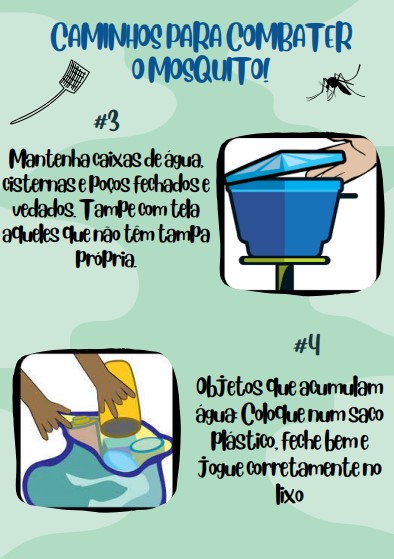 CAMINHOS PARA COMBATER
O MOSQUITO!
#3
Mantenha caixas de água,
cisternas e poços fechados e
vedados. Tampe com tela
aqueles que não têm tampa
própria.
#4
Objetos que acumulam
água: Coloque num saco
plástico, feche bem e
jogue corretamente no
lixo